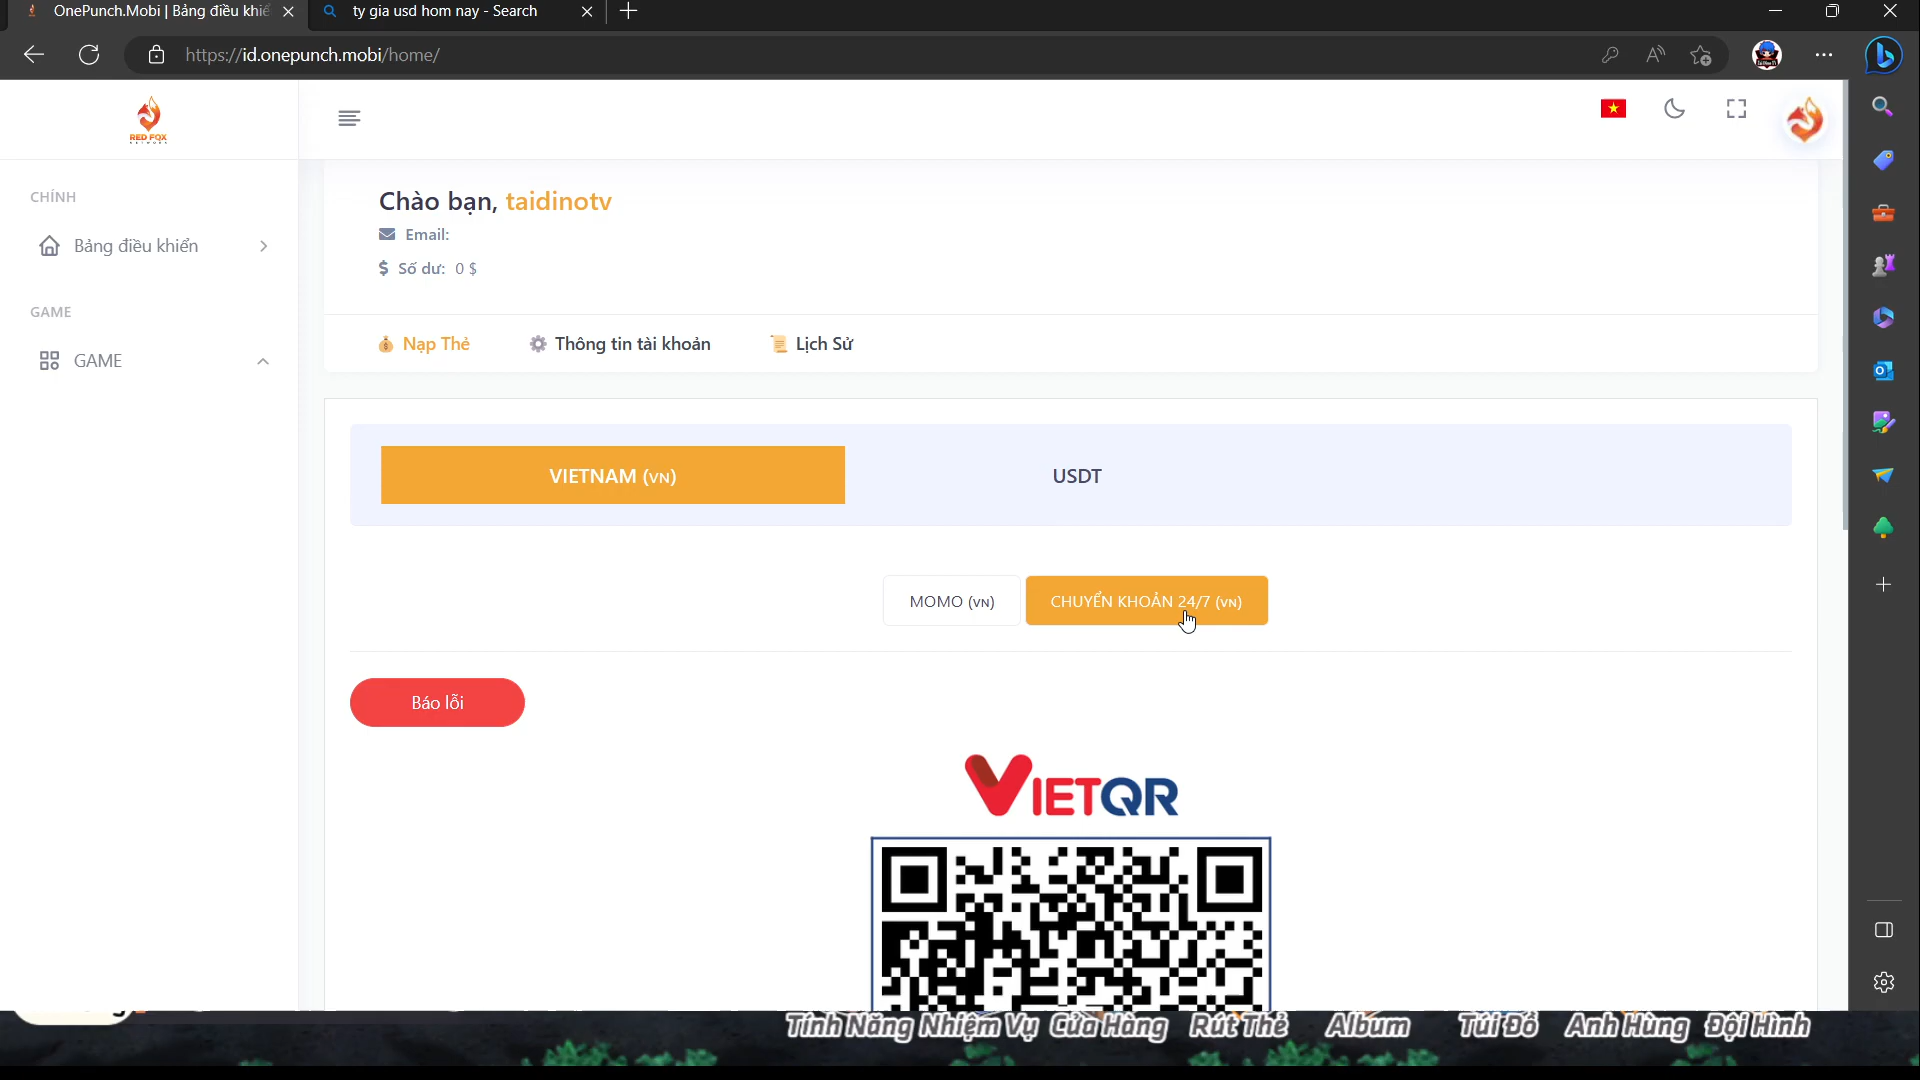 OnePunch.Mobi | Bảng điều khiể
ty gia usd hom nay - Search
https://id.onepunch.mobi/home/
RED FOX
NETWORK
CHÍNH
Bảng điều khiển
GAME
GAME
Chào bạn, taidinotv
Email:
Số dư: 0 $
Nạp Thẻ
Thông tin tài khoản
Lịch Sử
VIETNAM (VN)
USDT
MOMO (VN)
CHUYỂN KHOẢN 24/7 (VN)
Báo lỗi
VIETQR
Tính Năng Nhiệm Vụ Cửa Hàng Rút Thẻ Album Túi Đồ Anh Hùng Đội Hình